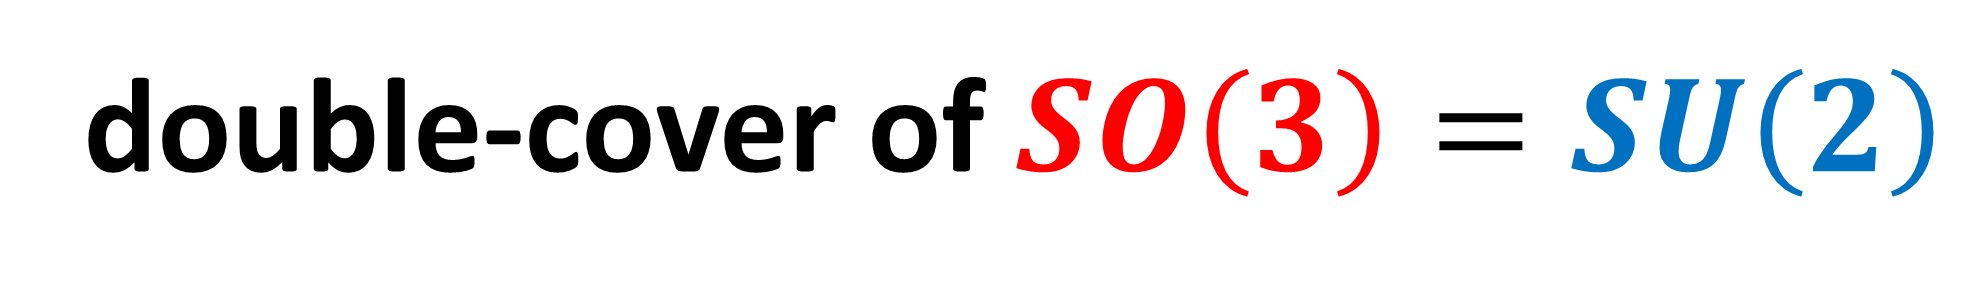 double-cover of SO(3) = SU(2)